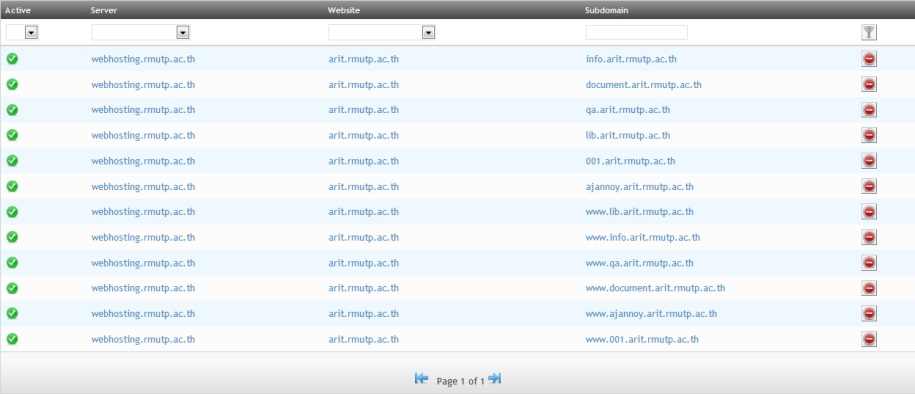 Active Server Website Subdomain
webhosting.rmutp.ac.th arit.rmutp.ac.th info.arit.rmutp.ac.th
webhosting.rmutp.ac.th arit.rmutp.ac.th document.arit.rmutp.ac.th
webhosting.rmutp.ac.th arit.rmutp.ac.th qa.arit.rmutp.ac.th
webhosting.rmutp.ac.th arit.rmutp.ac.th lib.arit.rmutp.ac.th
webhosting.rmutp.ac.th arit.rmutp.ac.th 001.arit.rmutp.ac.th
webhosting.rmutp.ac.th arit.rmutp.ac.th ajannoy.arit.rmutp.ac.th
webhosting.rmutp.ac.th arit.rmutp.ac.th www.lib.arit.rmutp.ac.th
webhosting.rmutp.ac.th arit.rmutp.ac.th www.info.arit.rmutp.ac.th
webhosting.rmutp.ac.th arit.rmutp.ac.th www.qa.arit.rmutp.ac.th
webhosting.rmutp.ac.th arit.rmutp.ac.th www.document.arit.rmutp.ac.th
webhosting.rmutp.ac.th arit.rmutp.ac.th www.ajannoy.arit.rmutp.ac.th
webhosting.rmutp.ac.th arit.rmutp.ac.th www.001.arit.rmutp.ac.th
Page 1 of 1